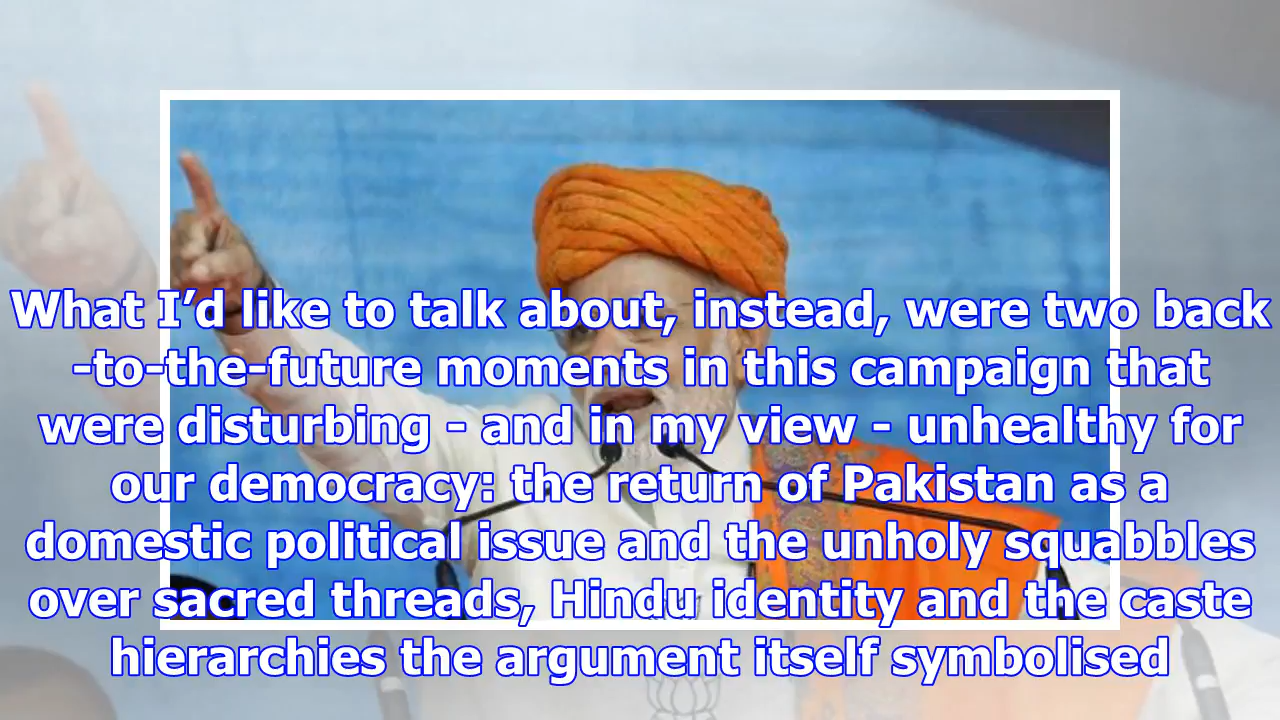 What I’d like to talk about, instead, were two back
-to-the-future moments in this campaign that
were disturbing - and in my view - unhealthy for
our democracy: the return of Pakistan as a
domestic political issue and the unholy squabbles
over sacred threads, Hindu identity and the caste
hierarchies the argument itself symbolised